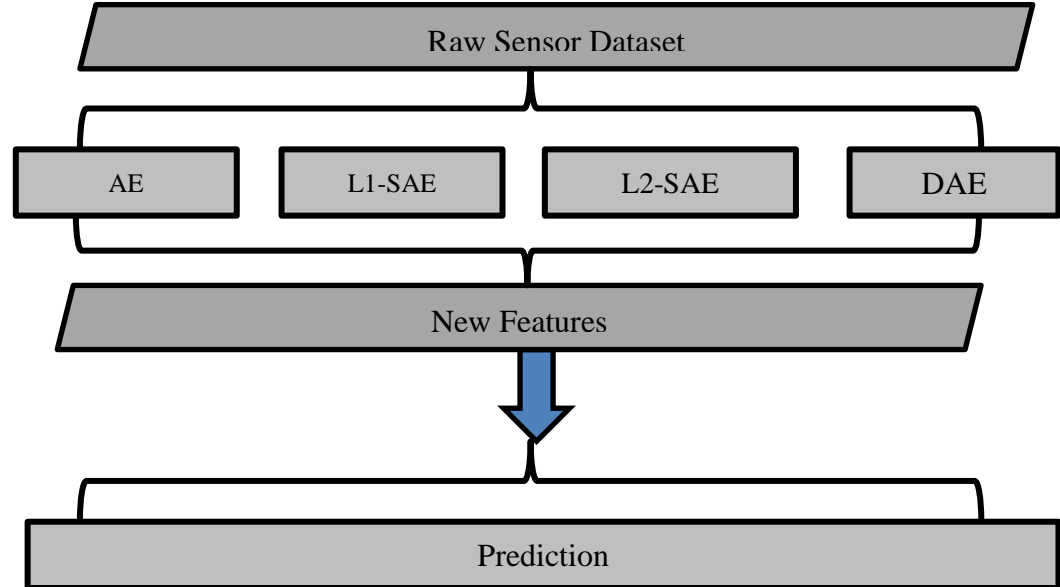 Raw Sensor Dataset
AE
L1-SAE
L2-SAE
DAE
New Features
Prediction